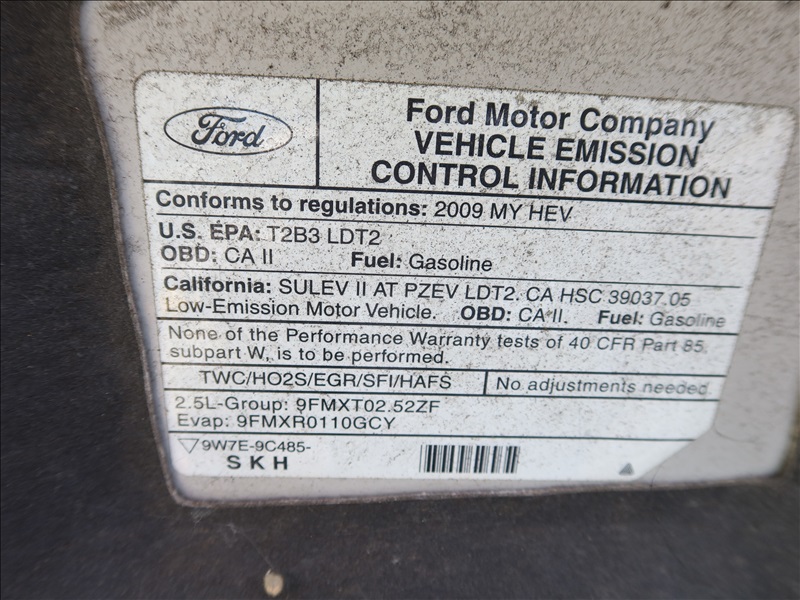 Ford
Ford Motor Company
VEHICLE EMISSION
CONTROL INFORMATION
Conforms to regulations: 2009 MY HEV
U.S. EPA: T2B3 LDT2
OBD: CA II Fuel: Gasoline
California: SULEV II AT PZEV LDT2. CA HSC 39037.05
Low-Emission Motor Vehicle. OBD: CA II. Fuel: Gasoline
None of the Performance Warranty tests of 40 CFR Part 85,
subpart W, is to be performed.
TWC/HO2S/EGR/SFI/HAFS No adjustments needed.
2.5L-Group: 9FMXT02.52ZF
Evap: 9FMXR0110GCY
9W7E-9C485-
SKH